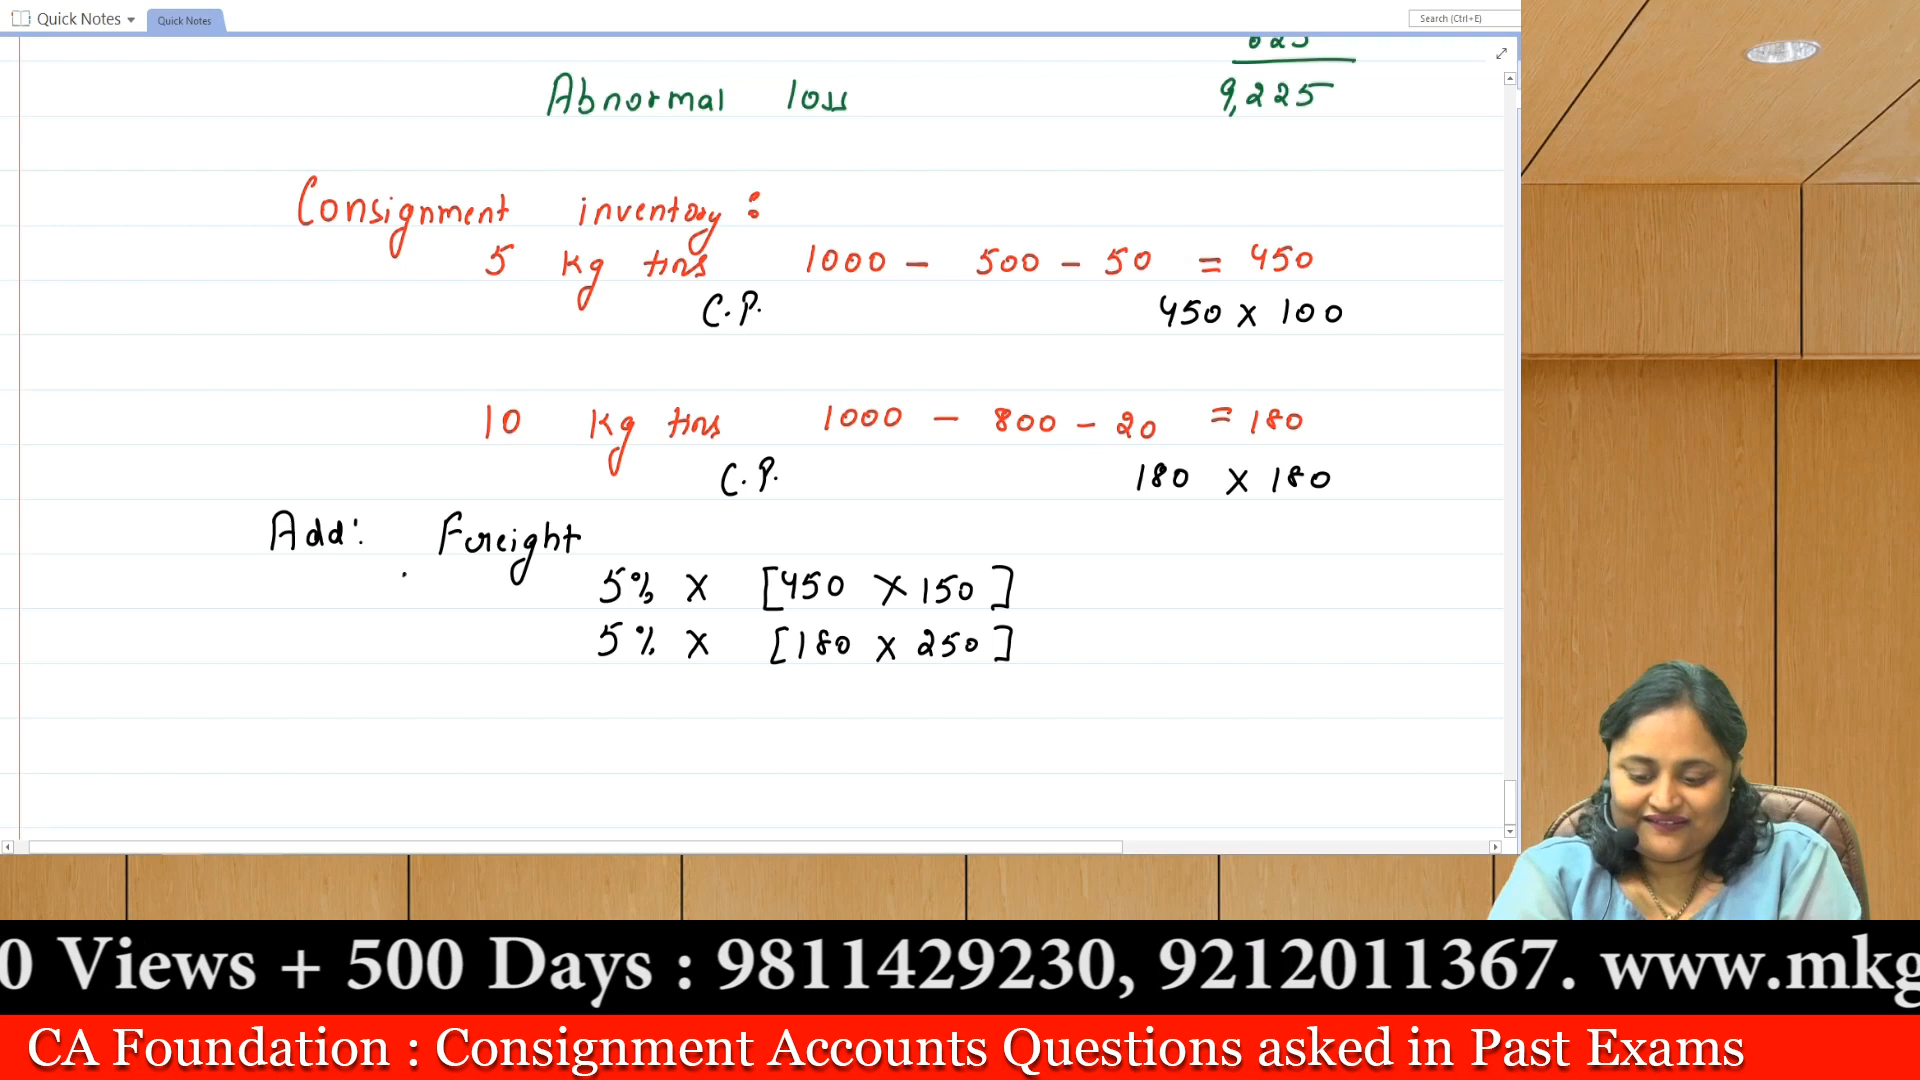 Quick Notes
Quick Notes
Search (Ctrl+E)
Abnormal loss 9,225
Consignment inventory :
5 kg tins 1000 - 500 - 50 = 450
C.P. 450 x 100
10 kg tins 1000 - 800 - 20 = 180
C.P. 180 x 180
Add: Freight
5% x [450 x 150]
5% x [180 x 250]
0 Views + 500 Days : 9811429230, 9212011367. www.mkg
CA Foundation : Consignment Accounts Questions asked in Past Exams